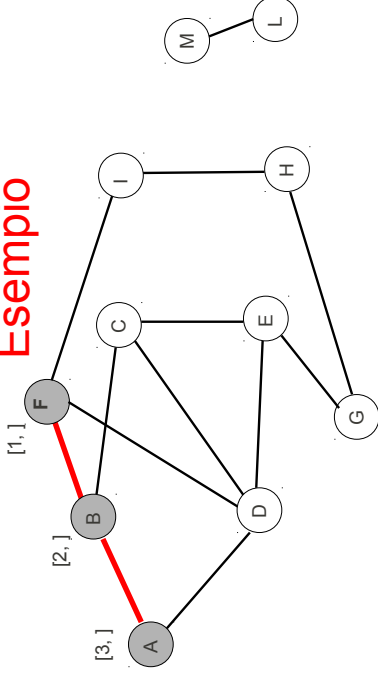 Esempio
[1, ]
F
[2, ]
B
[3, ]
C
I
A
M
D
E
L
H
G